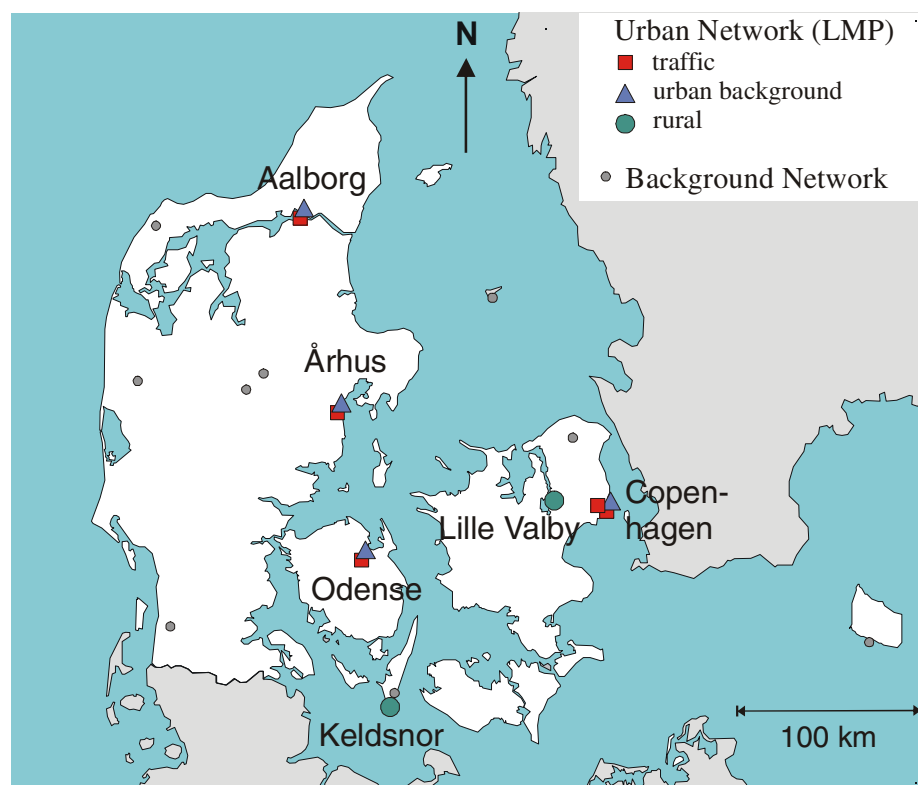 N
Urban Network (LMP)
traffic
urban background
rural
Background Network
Aalborg
Århus
Copen-
hagen
Lille Valby
Odense
Keldsnor
100 km